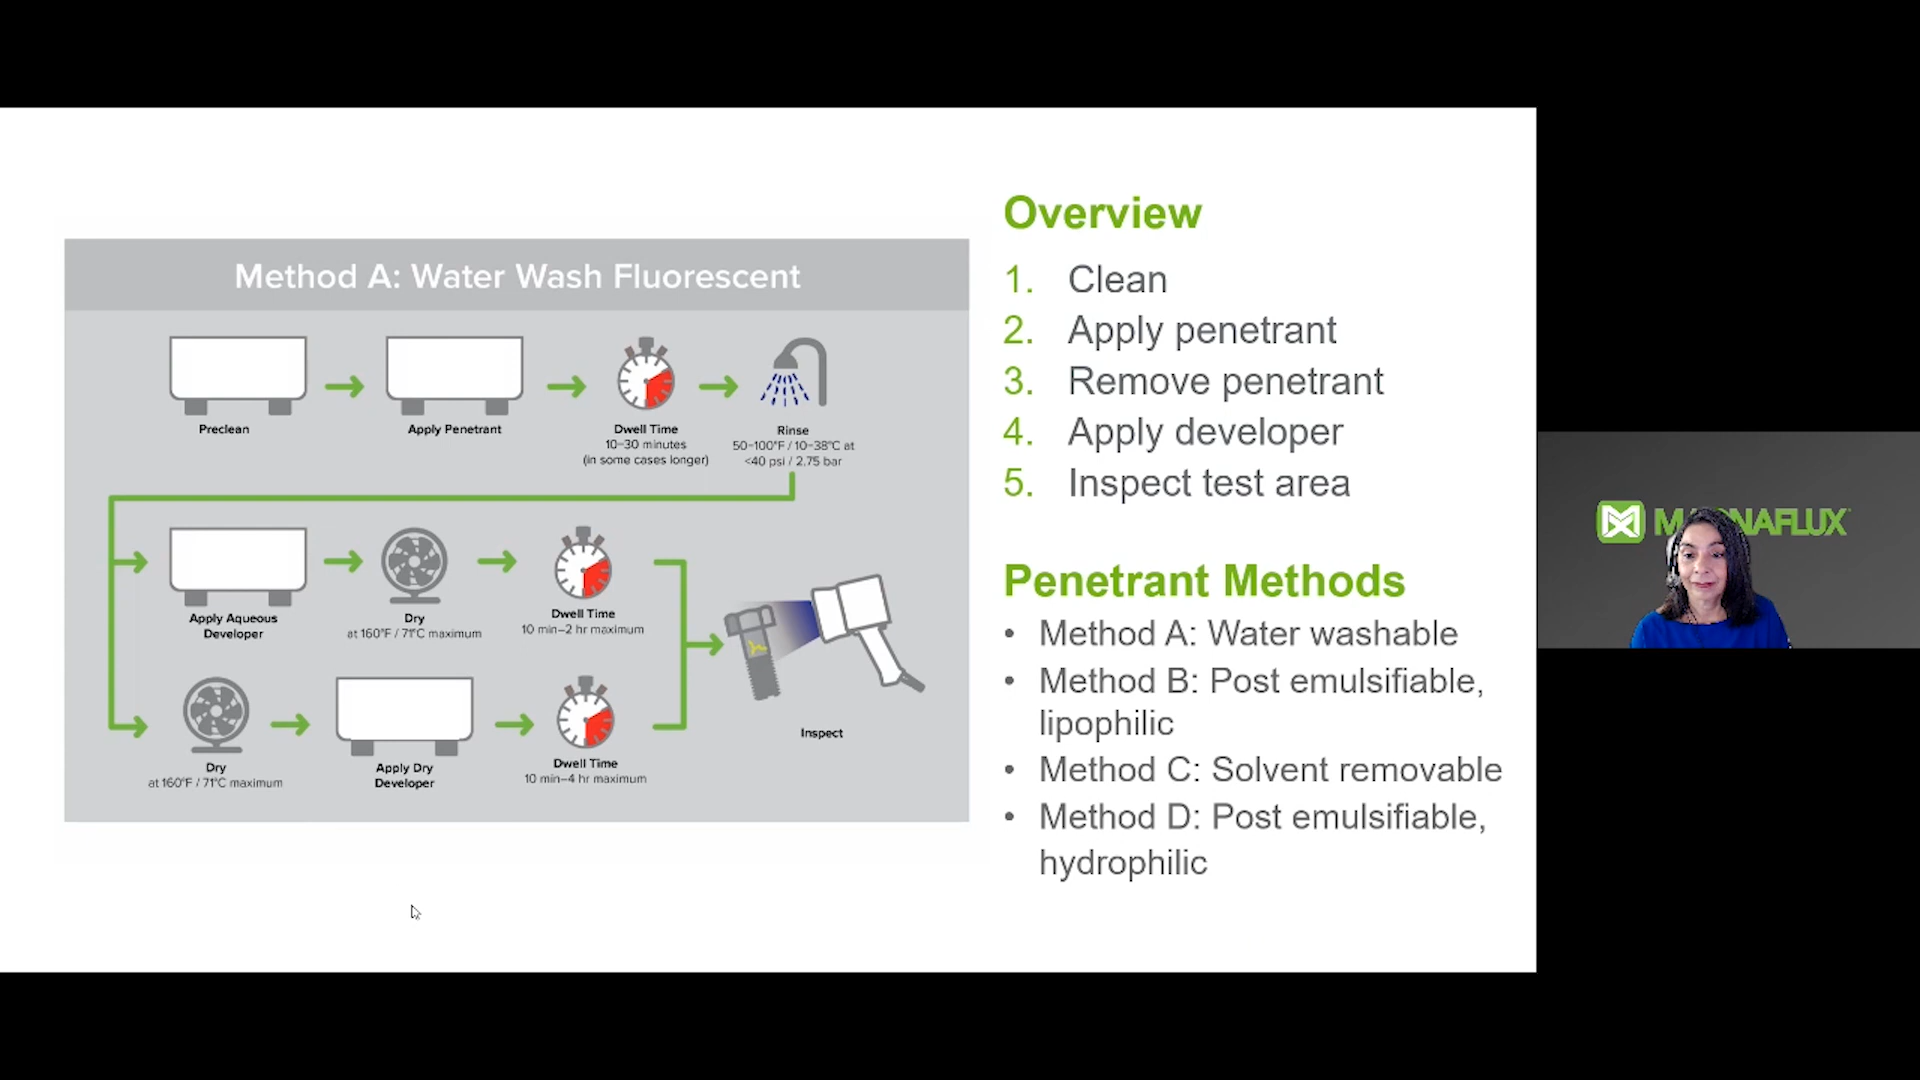 Method A: Water Wash Fluorescent
Preclean
Apply Penetrant
Dwell Time
10–30 minutes
(in some cases longer)
Rinse
50–100°F / 10–38°C at
<40 psi / 2.75 bar
Apply Aqueous
Developer
Dry
at 160°F / 71°C maximum
Dwell Time
10 min–2 hr maximum
Dry
at 160°F / 71°C maximum
Apply Dry
Developer
Dwell Time
10 min–4 hr maximum
Inspect
Overview
1. Clean
2. Apply penetrant
3. Remove penetrant
4. Apply developer
5. Inspect test area
Penetrant Methods
• Method A: Water washable
• Method B: Post emulsifiable,
lipophilic
• Method C: Solvent removable
• Method D: Post emulsifiable,
hydrophilic
MAGNAFLUX